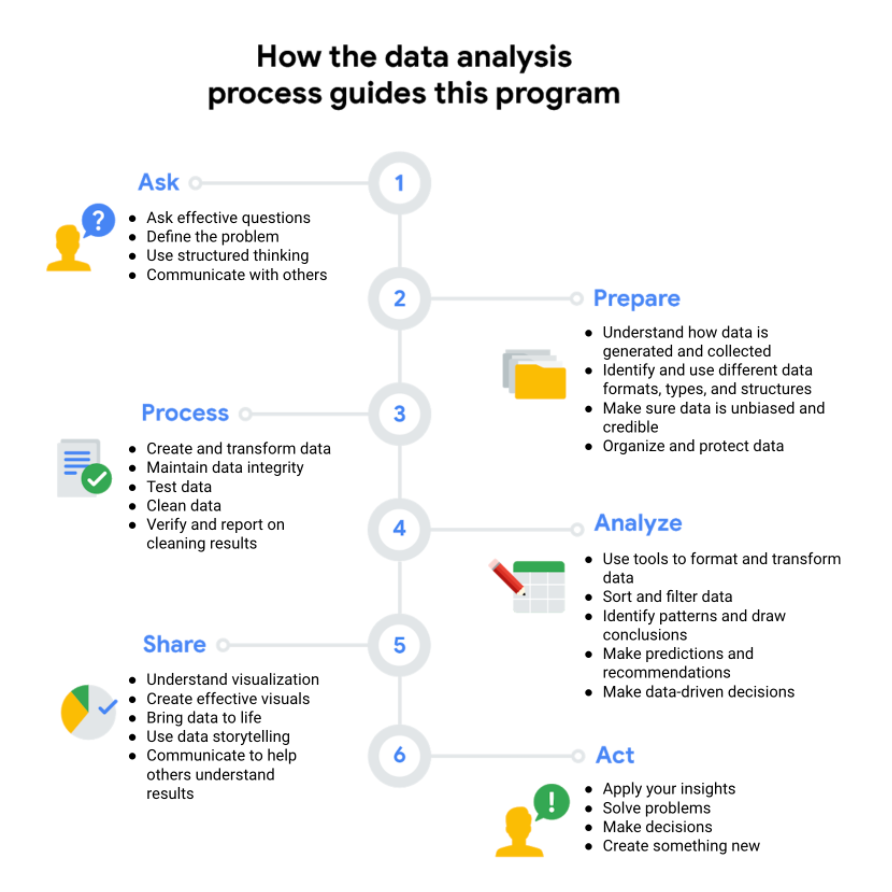 How the data analysis
process guides this program
Ask
1
● Ask effective questions
● Define the problem
● Use structured thinking
● Communicate with others
?
2
Prepare
● Understand how data is
generated and collected
● Identify and use different data
formats, types, and structures
● Make sure data is unbiased and
credible
● Organize and protect data
Process
3
● Create and transform data
● Maintain data integrity
● Test data
● Clean data
● Verify and report on
cleaning results
4
Analyze
● Use tools to format and transform
data
● Sort and filter data
● Identify patterns and draw
conclusions
● Make predictions and
recommendations
● Make data-driven decisions
Share
5
● Understand visualization
● Create effective visuals
● Bring data to life
● Use data storytelling
● Communicate to help
others understand
results
6
Act
● Apply your insights
● Solve problems
● Make decisions
● Create something new
!